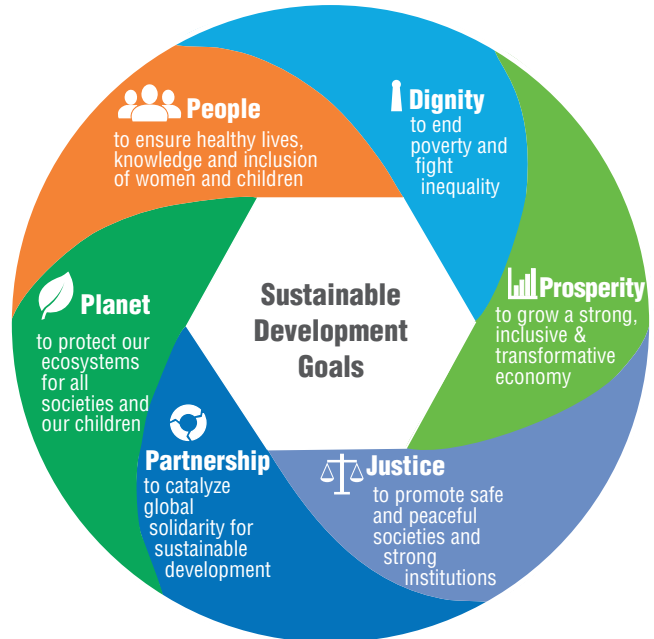 Sustainable
Development
Goals
Dignity
to end
poverty and
fight
inequality
Prosperity
to grow a strong,
inclusive &
transformative
economy
Justice
to promote safe
and peaceful
societies and
strong
institutions
Partnership
to catalyze
global
solidarity for
sustainable
development
Planet
to protect our
ecosystems
for all
societies and
our children
People
to ensure healthy lives,
knowledge and inclusion
of women and children